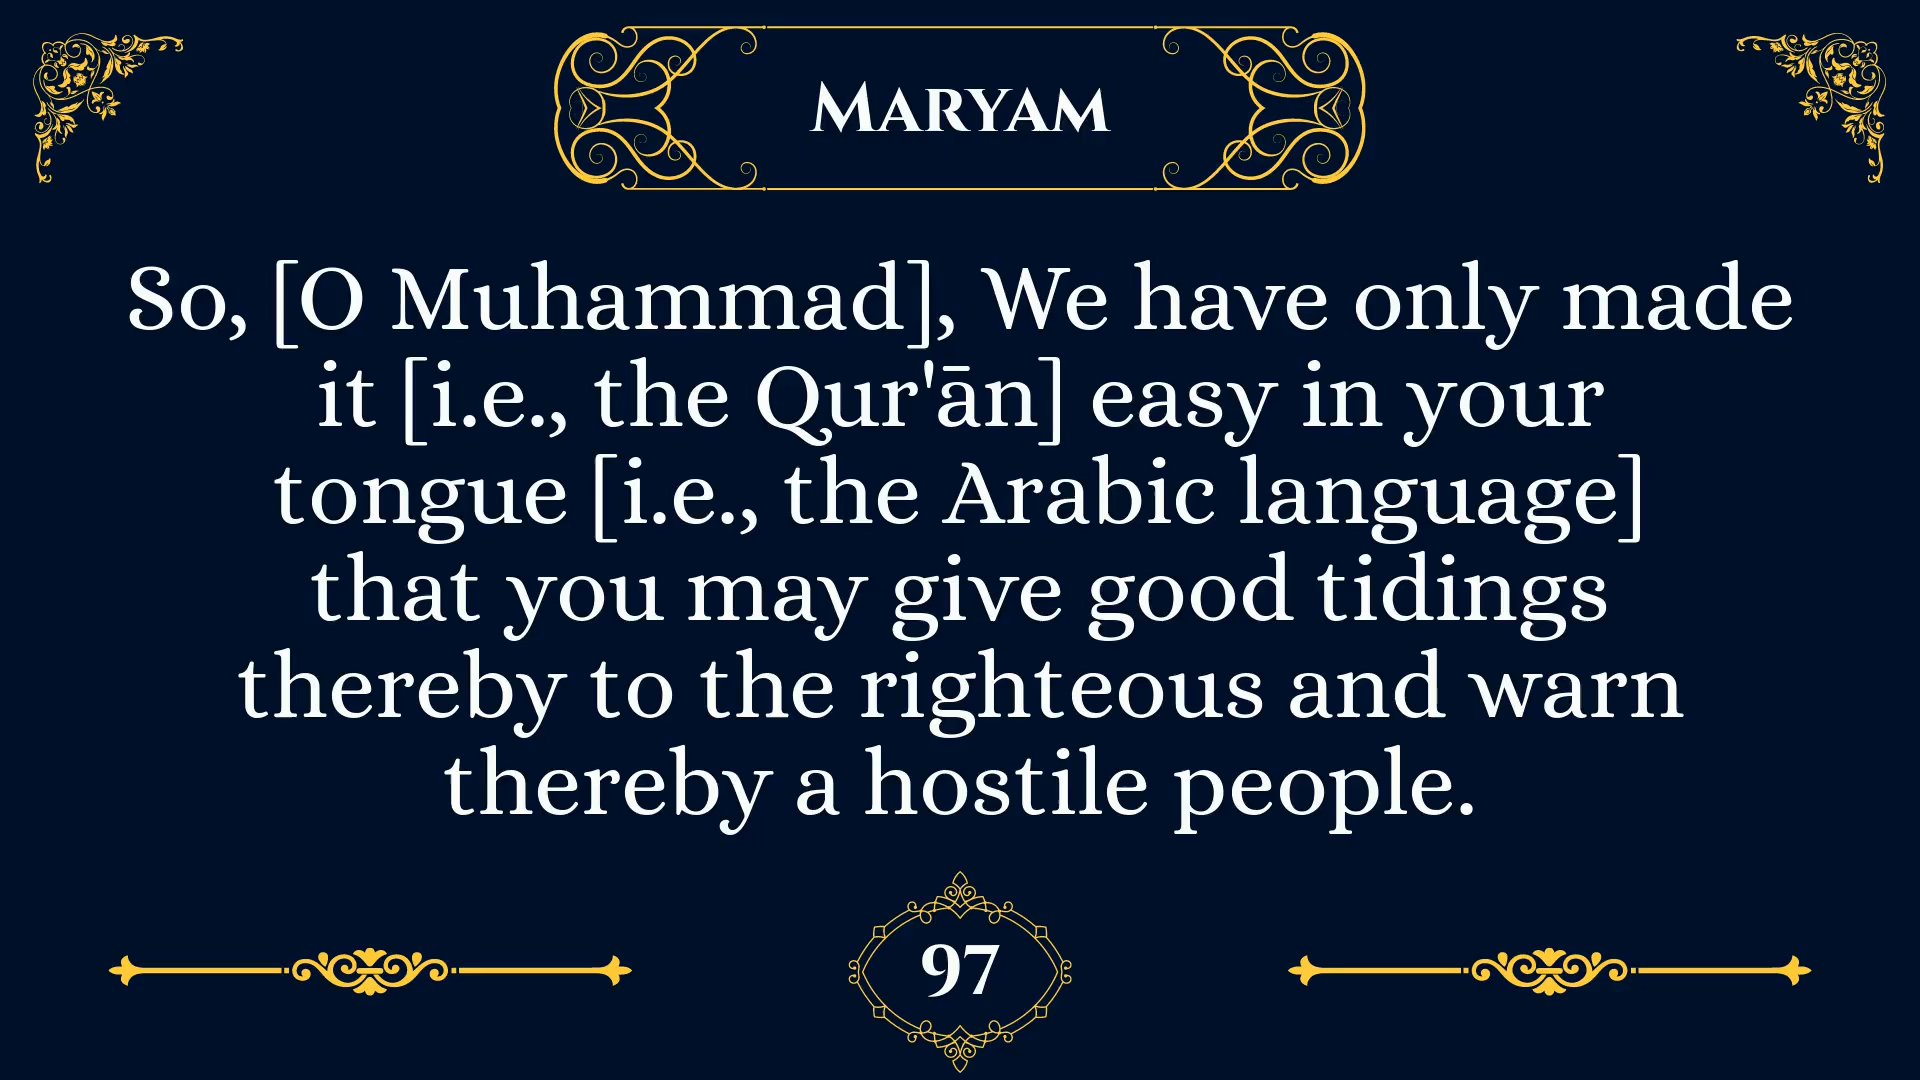 Maryam
So, [O Muhammad], We have only made
it [i.e., the Qur'ān] easy in your
tongue [i.e., the Arabic language]
that you may give good tidings
thereby to the righteous and warn
thereby a hostile people.
97